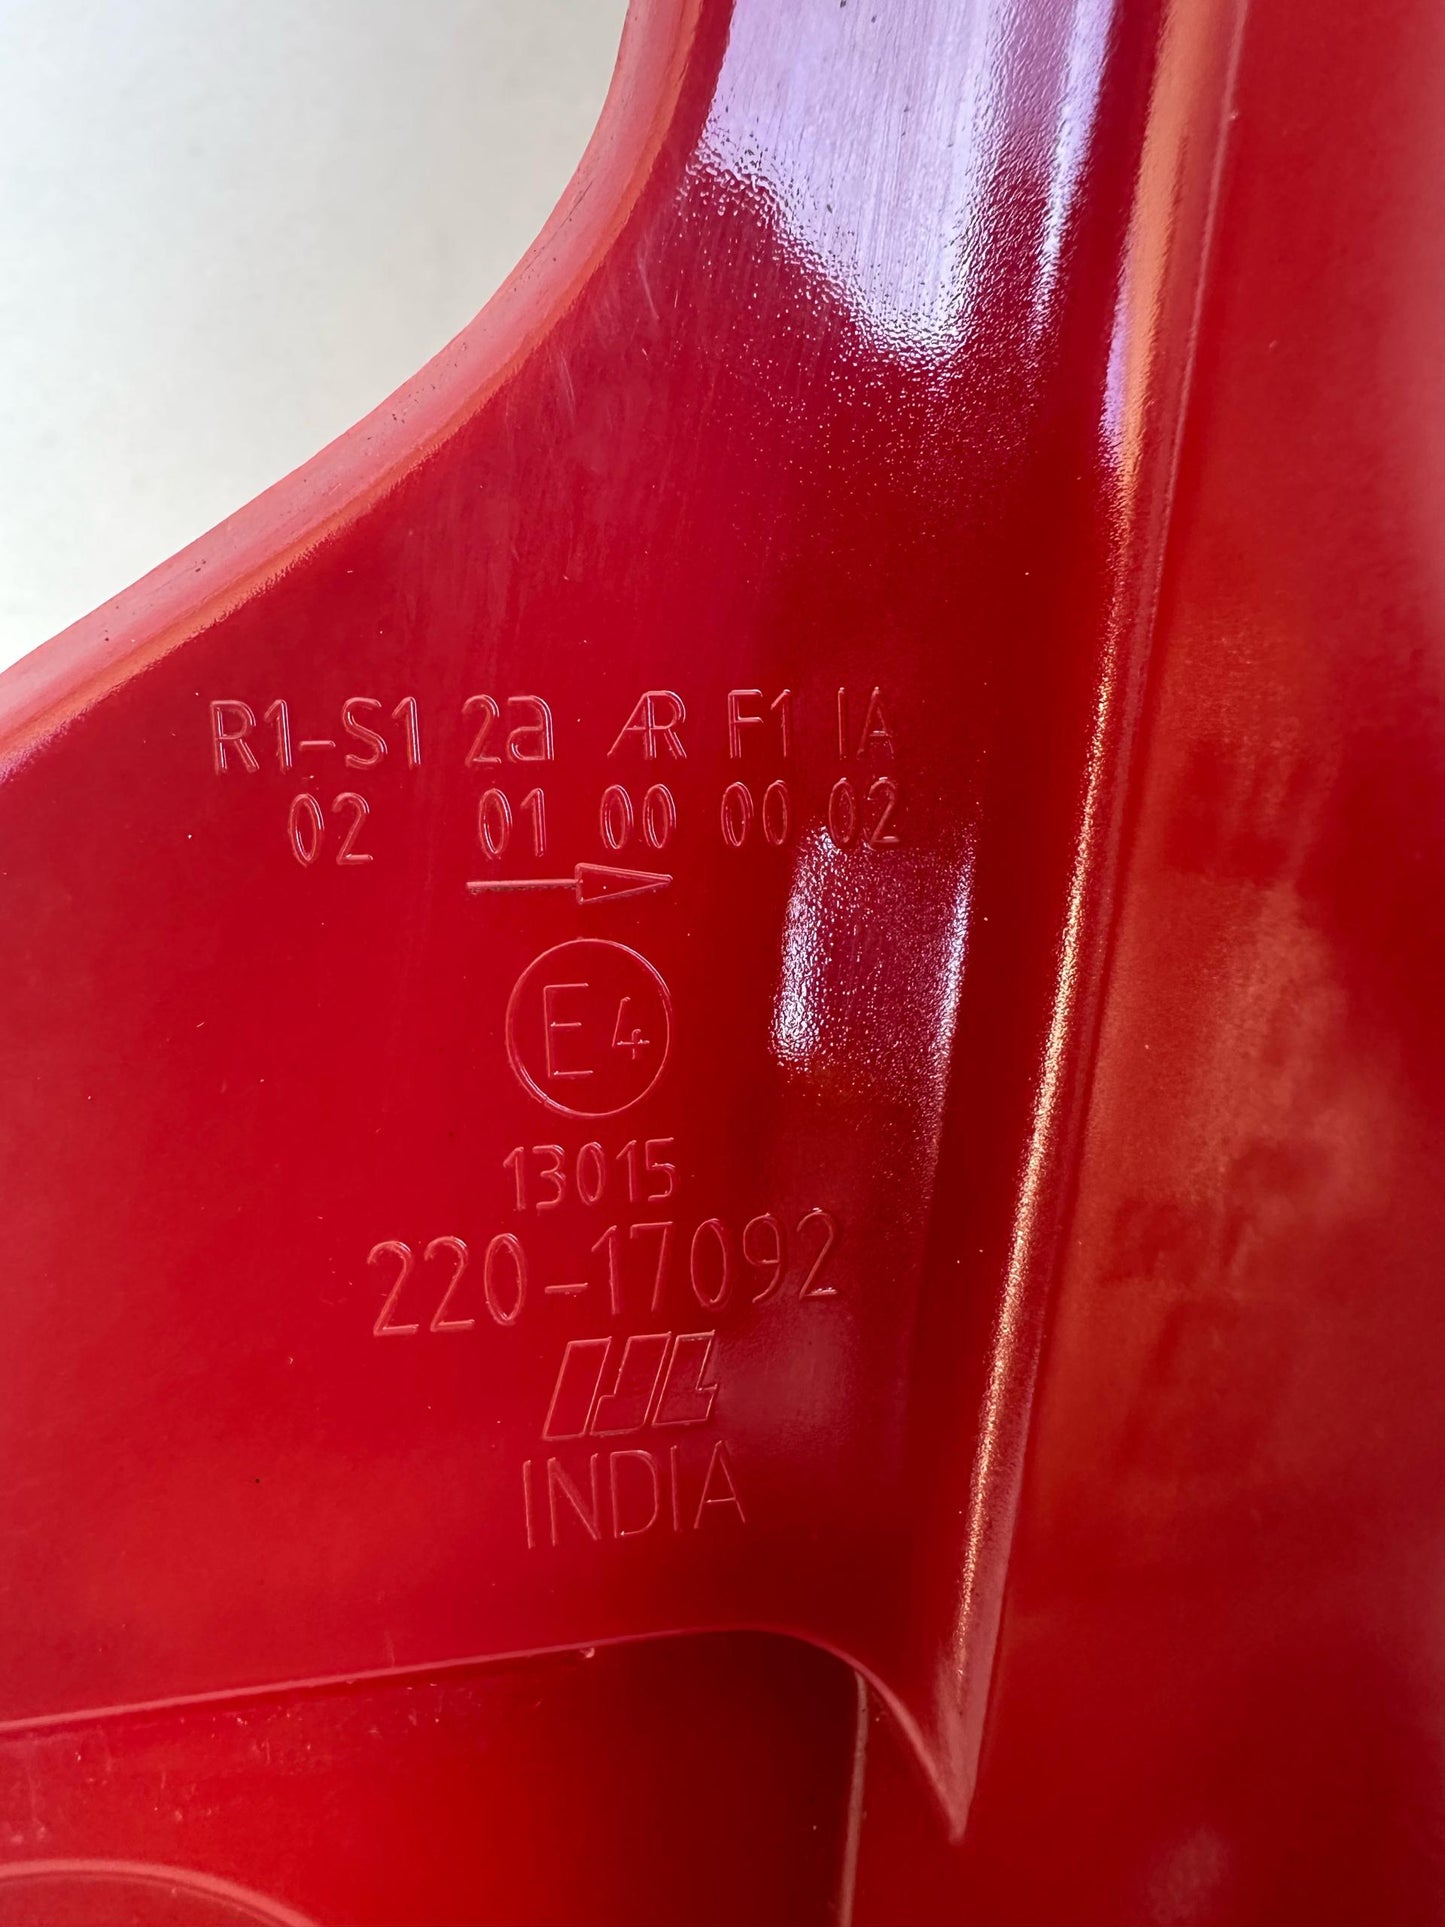 R1-S1 2a AR F1 IA
02 01 00 00 02
E4
13015
220-17092
INDIA